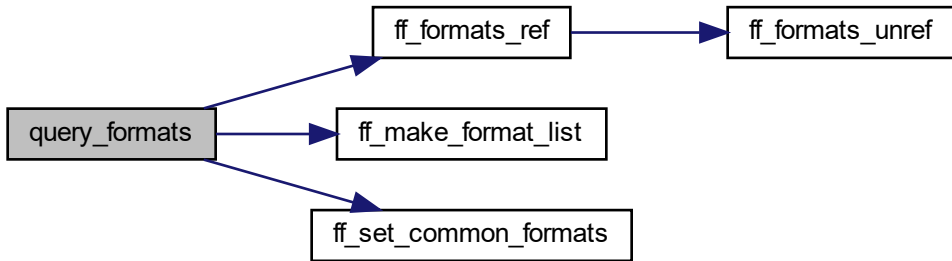 ff_formats_ref
ff_formats_unref
query_formats
ff_make_format_list
ff_set_common_formats